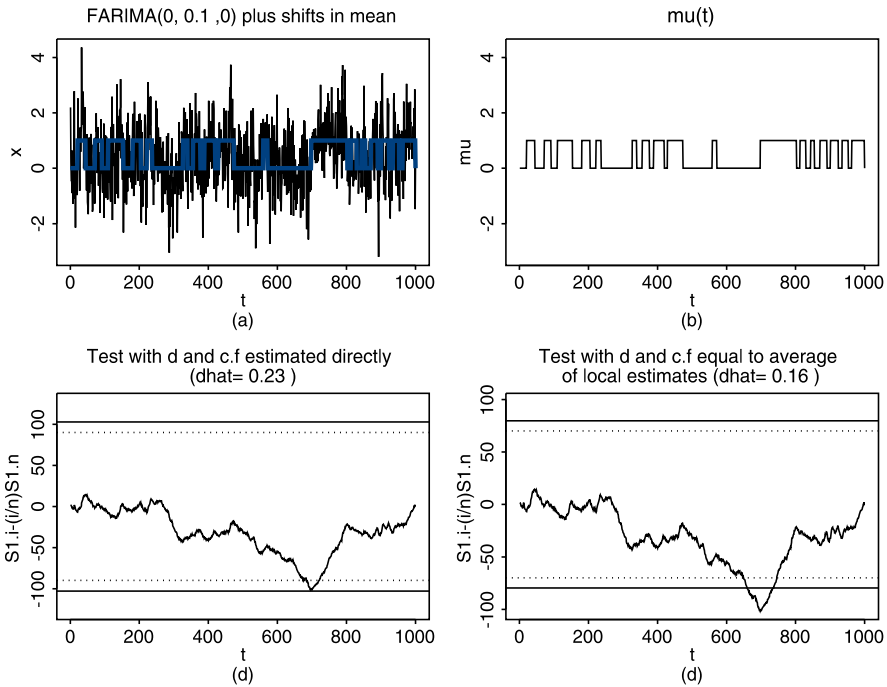 FARIMA(0, 0.1 ,0) plus shifts in mean
4
2
0
-2
x
0 200 400 600 800 1000
t
(a)
mu(t)
4
2
0
-2
mu
0 200 400 600 800 1000
t
(b)
Test with d and c.f estimated directly
(dhat= 0.23 )
100
50
0
-50
-100
S1.i-(i/n)S1.n
0 200 400 600 800 1000
t
(d)
Test with d and c.f equal to average
of local estimates (dhat= 0.16 )
100
50
0
-50
-100
S1.i-(i/n)S1.n
0 200 400 600 800 1000
t
(d)